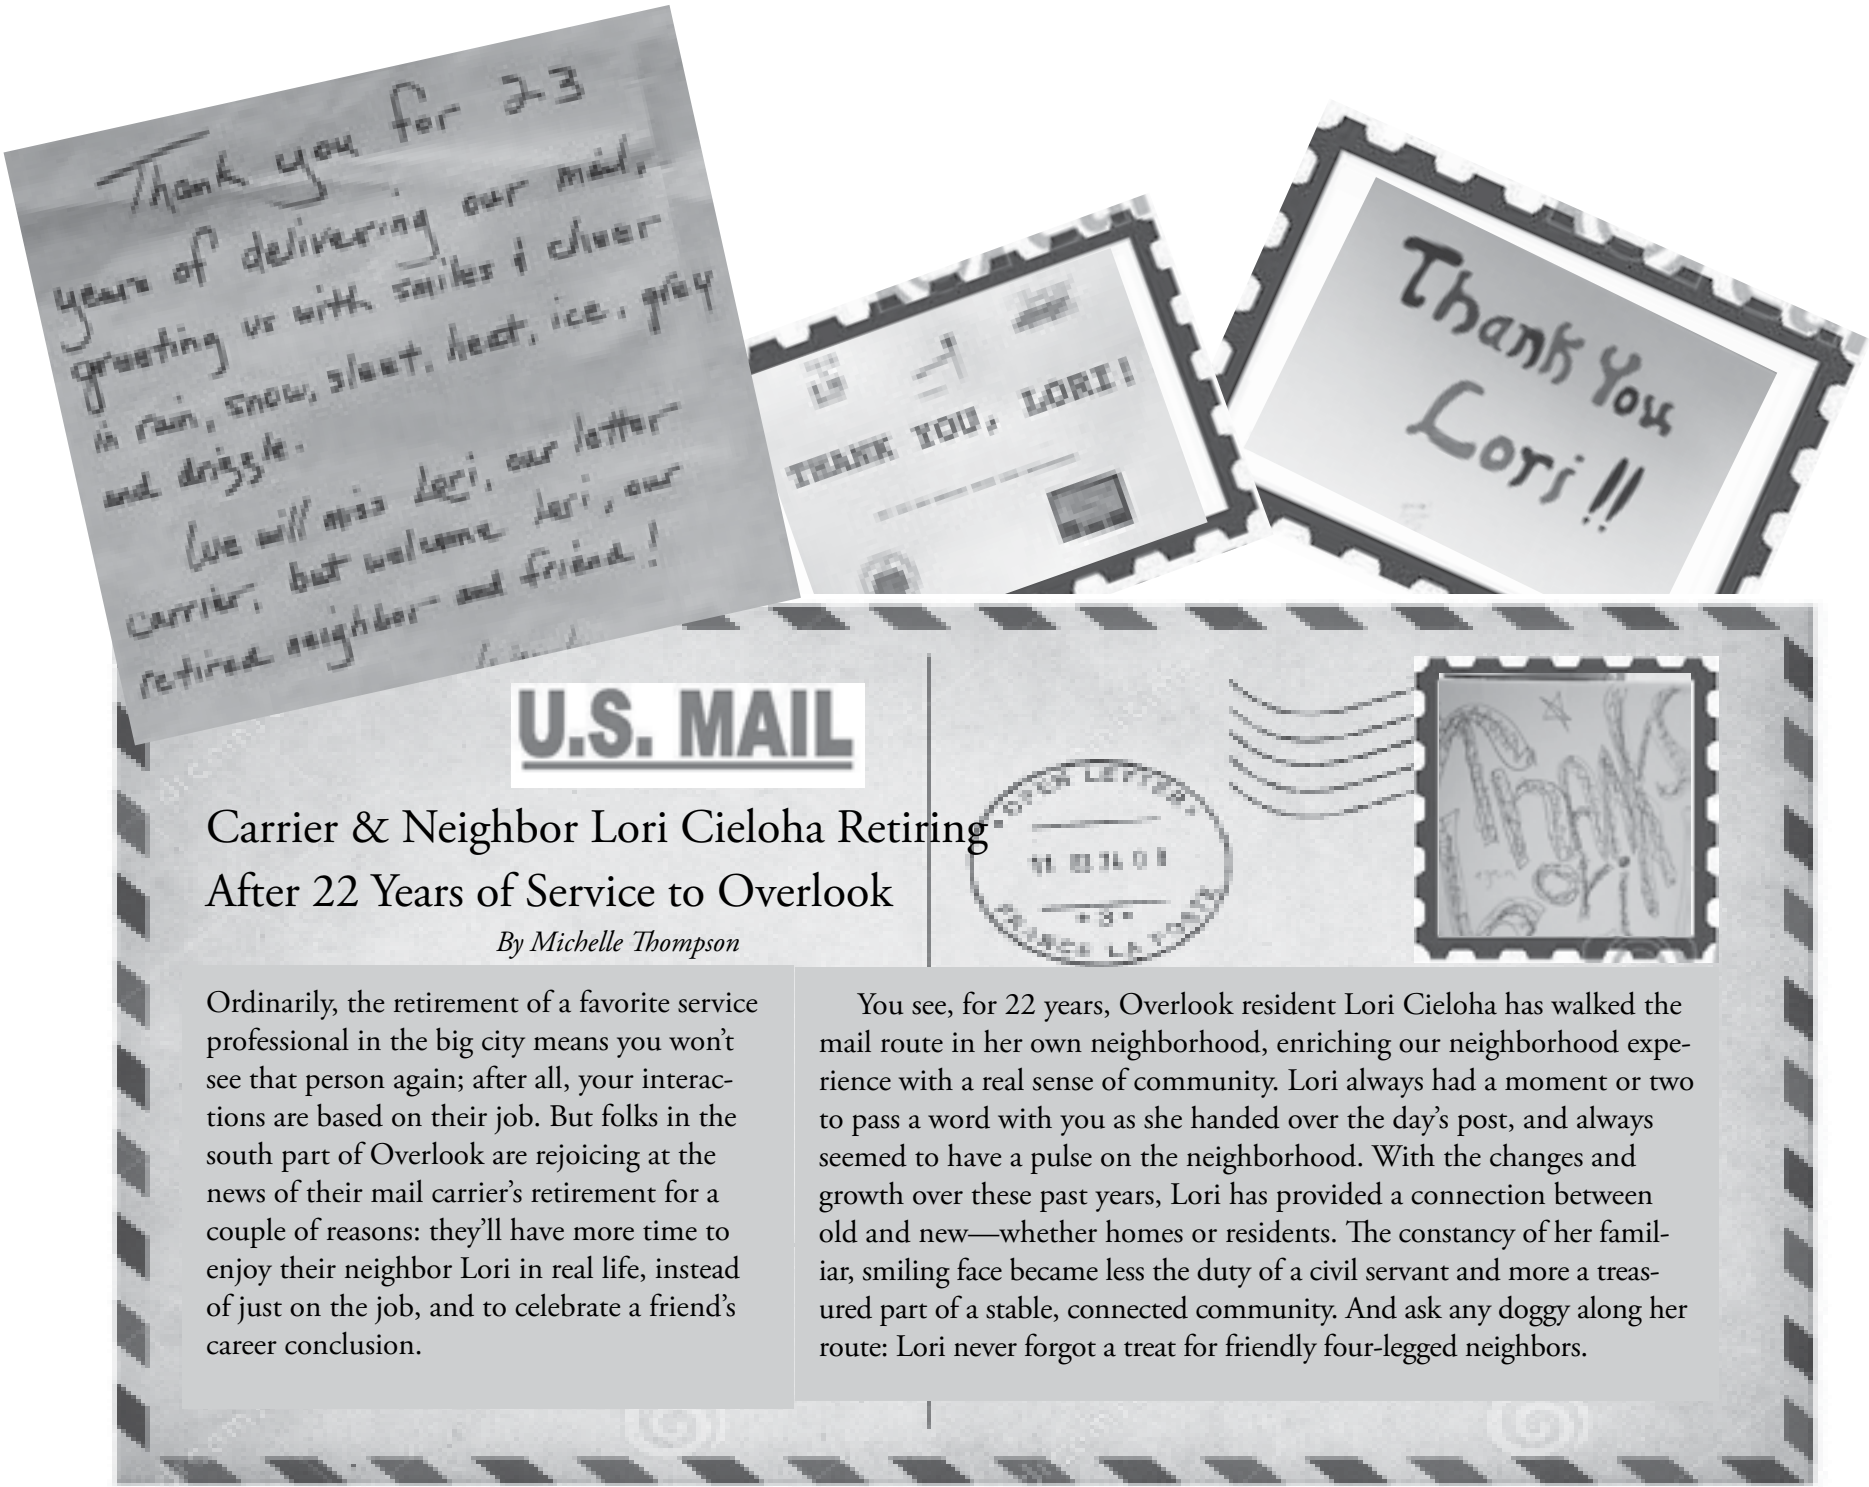 Thank you for 23
years of delivering our mail,
greeting us with smiles & cheer
in rain, snow, sleet, heat, ice, gray
and drizzle.
We will miss Lori, our letter
carrier, but welcome Lori, our
retired neighbor and friend!
THANK YOU, LORI!
Thank You
Lori!!
U.S. MAIL
Carrier & Neighbor Lori Cieloha Retiring
After 22 Years of Service to Overlook
By Michelle Thompson
OPEN LETTER
FRANCE LA POSTE
Thank
Lori
Ordinarily, the retirement of a favorite service
professional in the big city means you won’t
see that person again; after all, your interac-
tions are based on their job. But folks in the
south part of Overlook are rejoicing at the
news of their mail carrier’s retirement for a
couple of reasons: they’ll have more time to
enjoy their neighbor Lori in real life, instead
of just on the job, and to celebrate a friend’s
career conclusion.
You see, for 22 years, Overlook resident Lori Cieloha has walked the
mail route in her own neighborhood, enriching our neighborhood expe-
rience with a real sense of community. Lori always had a moment or two
to pass a word with you as she handed over the day’s post, and always
seemed to have a pulse on the neighborhood. With the changes and
growth over these past years, Lori has provided a connection between
old and new—whether homes or residents. The constancy of her famil-
iar, smiling face became less the duty of a civil servant and more a treas-
ured part of a stable, connected community. And ask any doggy along her
route: Lori never forgot a treat for friendly four-legged neighbors.